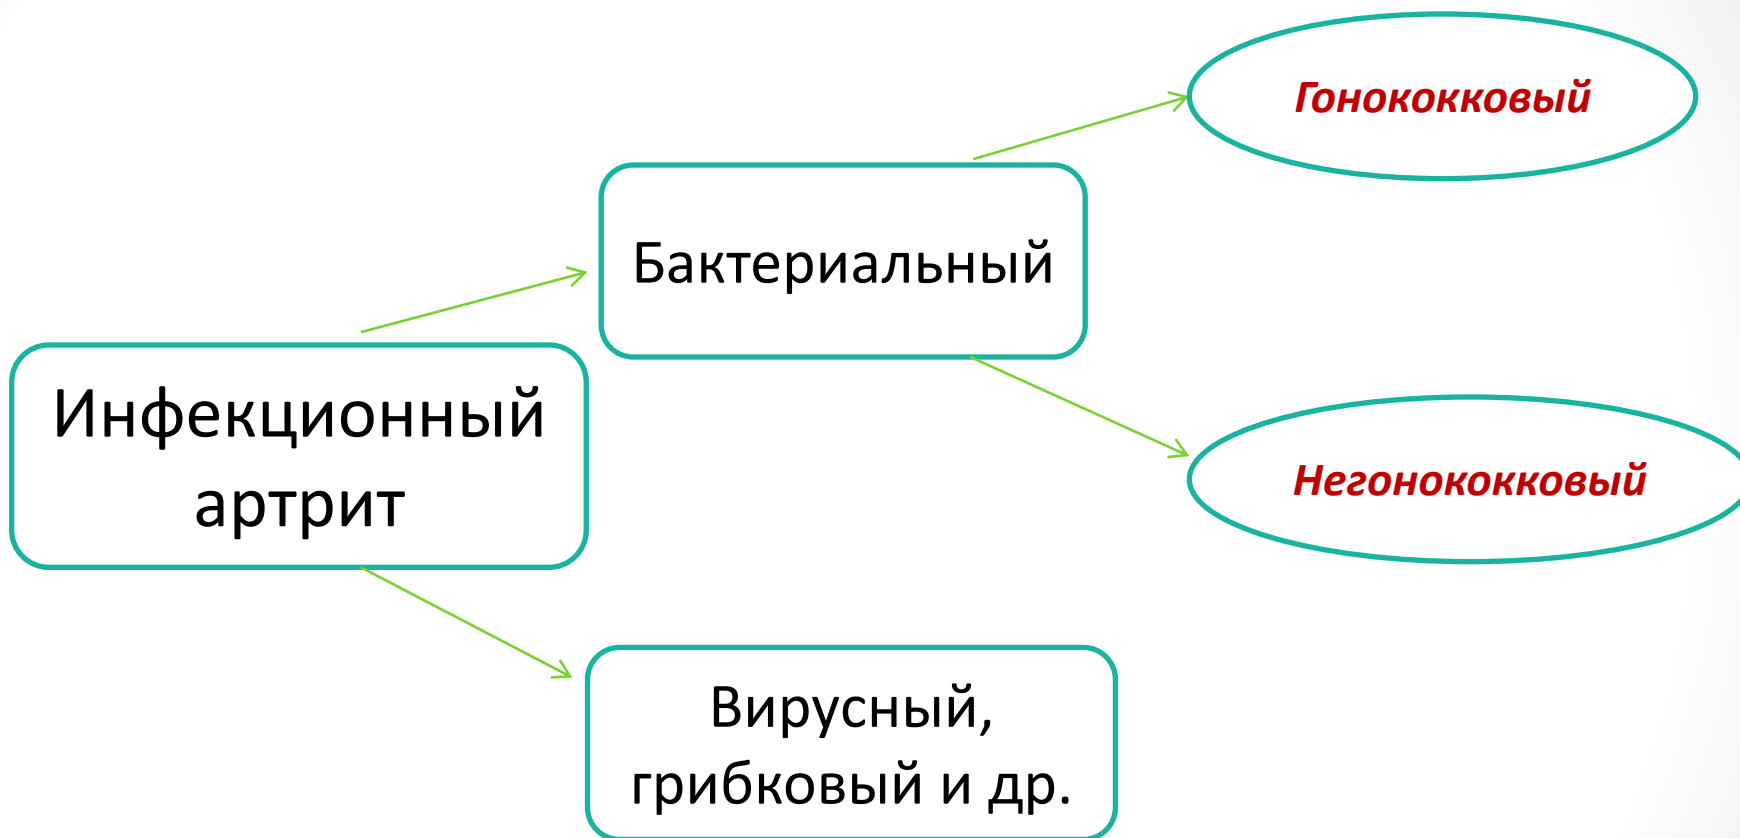 Гонококковый
Бактериальный
Инфекционный
артрит
Негонококковый
Вирусный,
грибковый и др.